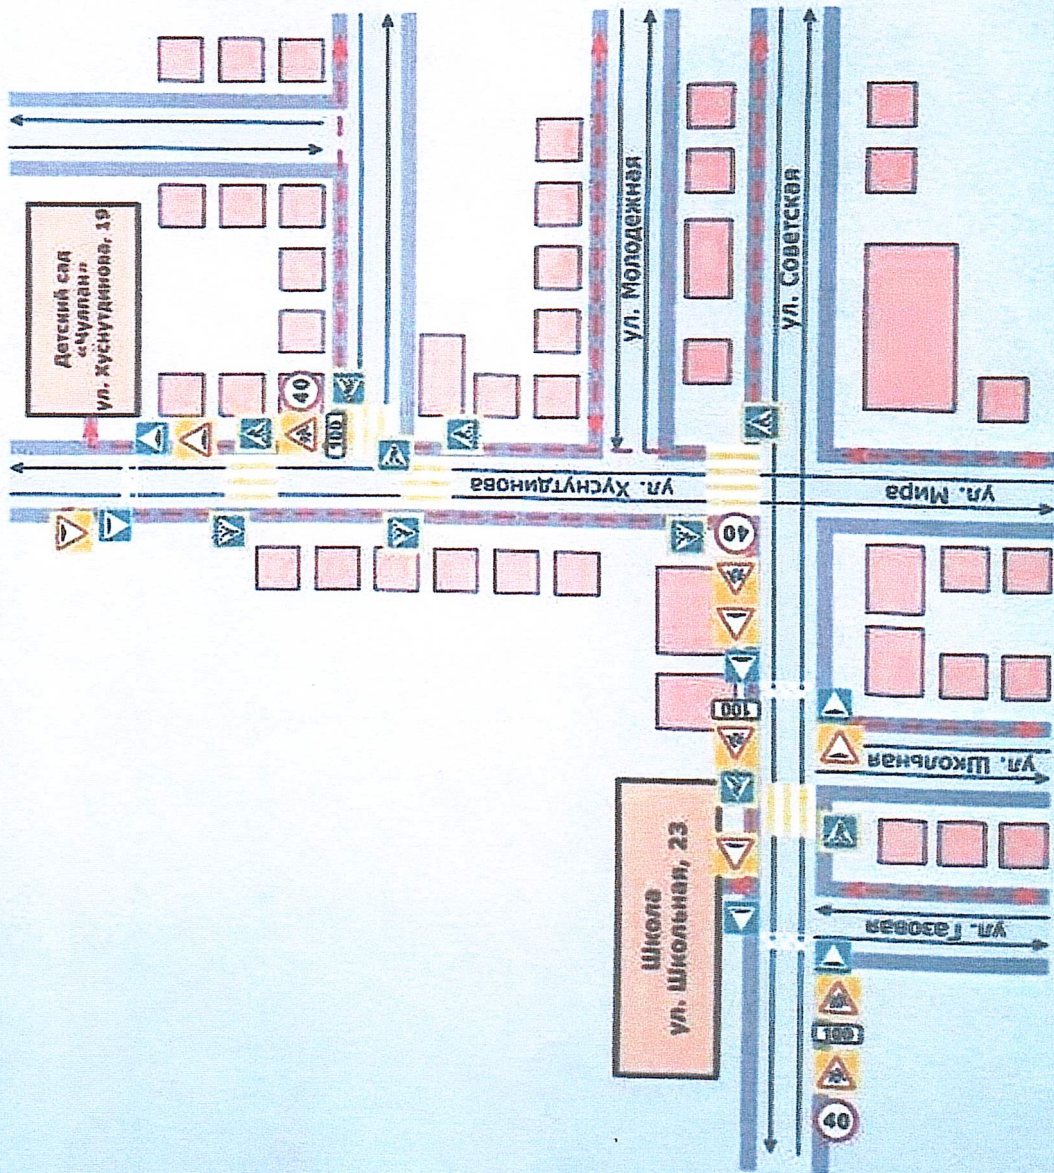 Детский сад
«Чулпан»
ул. Хуснутдинова, 19
40
100
ул. Молодежная
ул. Советская
ул. Хуснутдинова
ул. Мира
40
100
ул. Школьная
Школа
ул. Школьная, 23
ул. Газовая
100
40